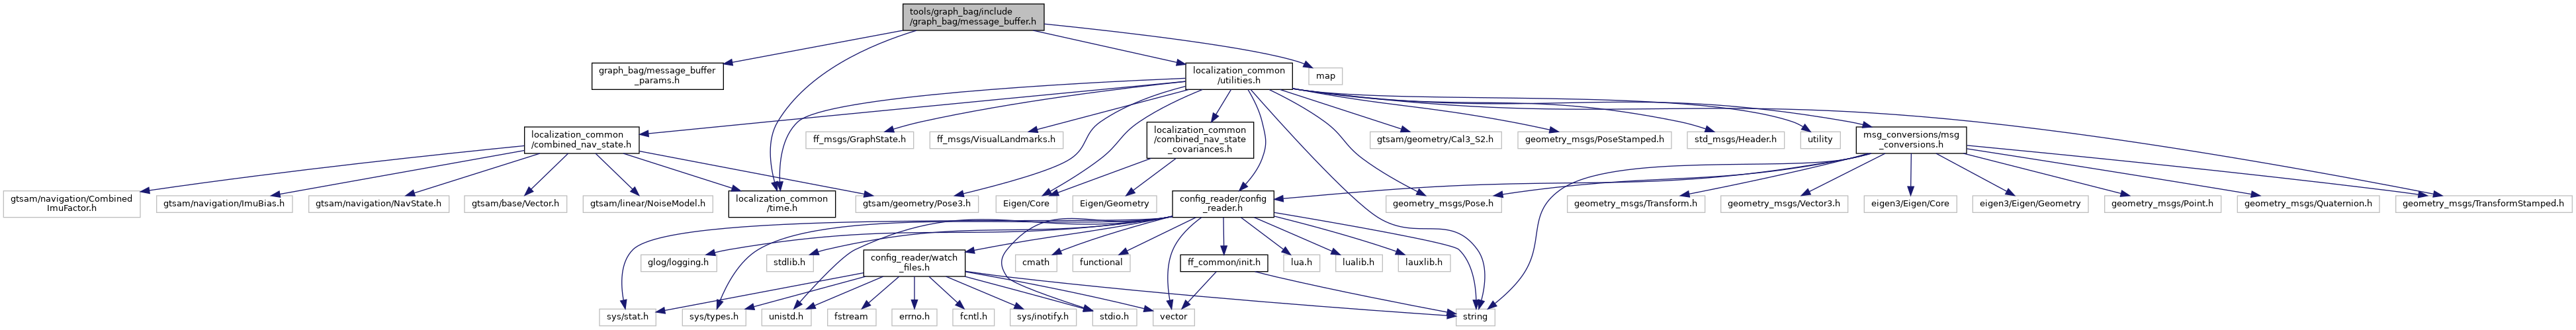 tools/graph_bag/include
/graph_bag/message_buffer.h
graph_bag/message_buffer
_params.h
localization_common
/utilities.h
map
localization_common
/combined_nav_state.h
ff_msgs/GraphState.h
ff_msgs/VisualLandmarks.h
localization_common
/combined_nav_state
_covariances.h
gtsam/geometry/Cal3_S2.h
geometry_msgs/PoseStamped.h
std_msgs/Header.h
utility
msg_conversions/msg
_conversions.h
gtsam/navigation/Combined
ImuFactor.h
gtsam/navigation/ImuBias.h
gtsam/navigation/NavState.h
gtsam/base/Vector.h
gtsam/linear/NoiseModel.h
localization_common
/time.h
gtsam/geometry/Pose3.h
Eigen/Core
Eigen/Geometry
config_reader/config
_reader.h
geometry_msgs/Pose.h
geometry_msgs/Transform.h
geometry_msgs/Vector3.h
eigen3/Eigen/Core
eigen3/Eigen/Geometry
geometry_msgs/Point.h
geometry_msgs/Quaternion.h
geometry_msgs/TransformStamped.h
glog/logging.h
stdlib.h
config_reader/watch
_files.h
cmath
functional
ff_common/init.h
lua.h
lualib.h
lauxlib.h
sys/stat.h
sys/types.h
unistd.h
fstream
errno.h
fcntl.h
sys/inotify.h
stdio.h
vector
string